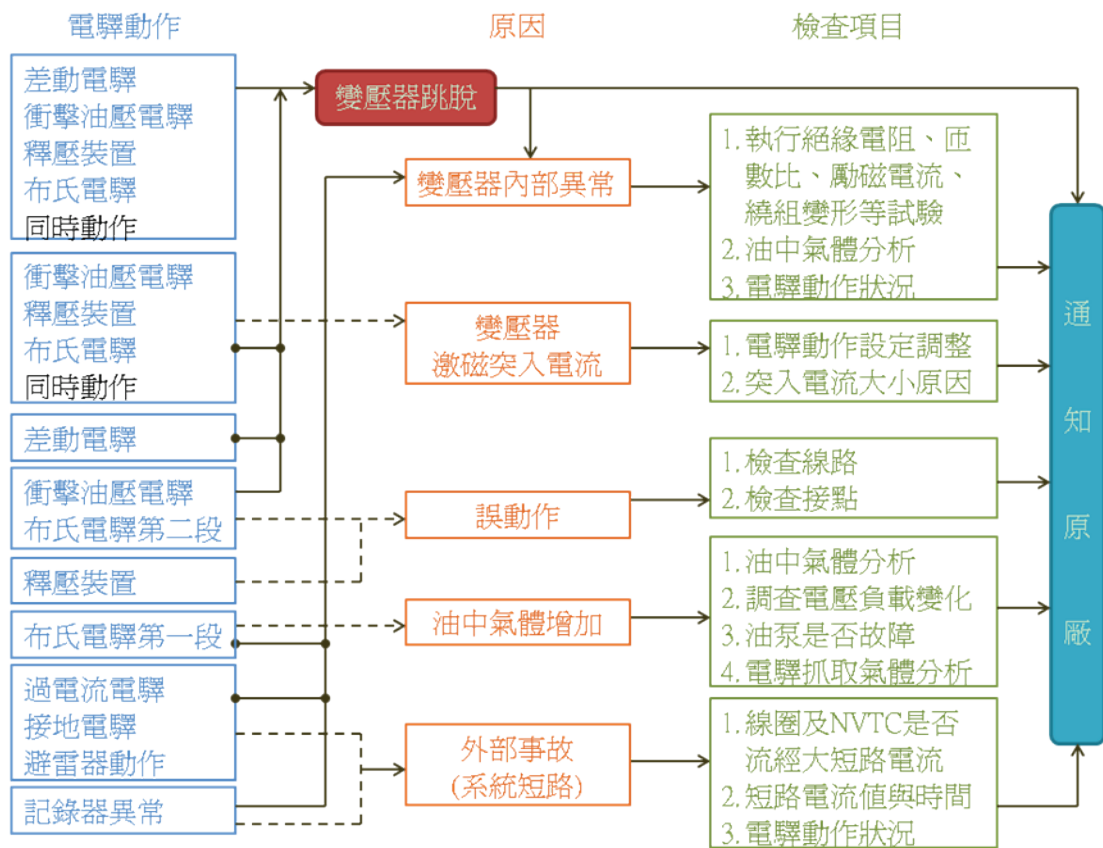 電驛動作
原因
檢查項目
差動電驛
衝擊油壓電驛
釋壓裝置
布氏電驛
同時動作
衝擊油壓電驛
釋壓裝置
布氏電驛
同時動作
差動電驛
衝擊油壓電驛
布氏電驛第二段
釋壓裝置
布氏電驛第一段
過電流電驛
接地電驛
避雷器動作
記錄器異常
變壓器跳脫
變壓器內部異常
變壓器
激磁突入電流
誤動作
油中氣體增加
外部事故
(系統短路)
1. 執行絕緣電阻、匝
數比、勵磁電流、
繞組變形等試驗
2. 油中氣體分析
3. 電驛動作狀況
1. 電驛動作設定調整
2. 突入電流大小原因
1. 檢查線路
2. 檢查接點
1. 油中氣體分析
2. 調查電壓負載變化
3. 油泵是否故障
4. 電驛抓取氣體分析
1. 線圈及NVTC是否
流經大短路電流
2. 短路電流值與時間
3. 電驛動作狀況
通知原廠